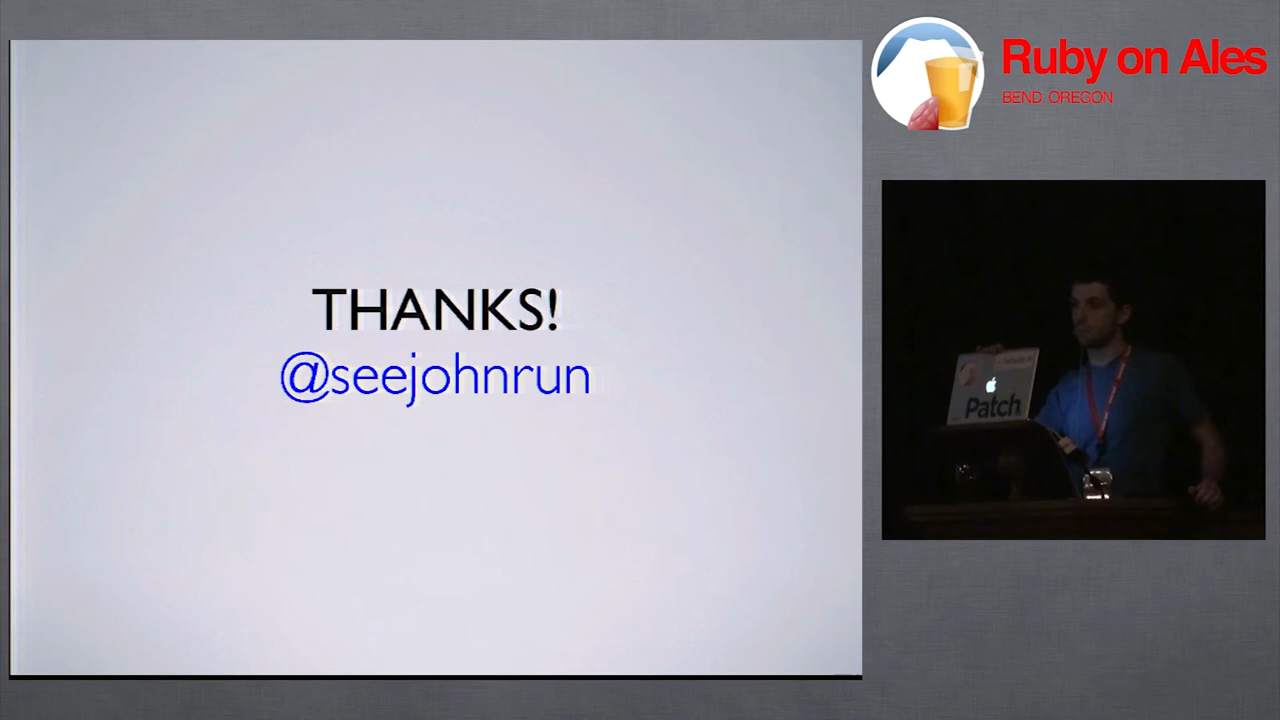 THANKS!
@seejohnrun
Ruby on Ales
BEND, OREGON
Patch